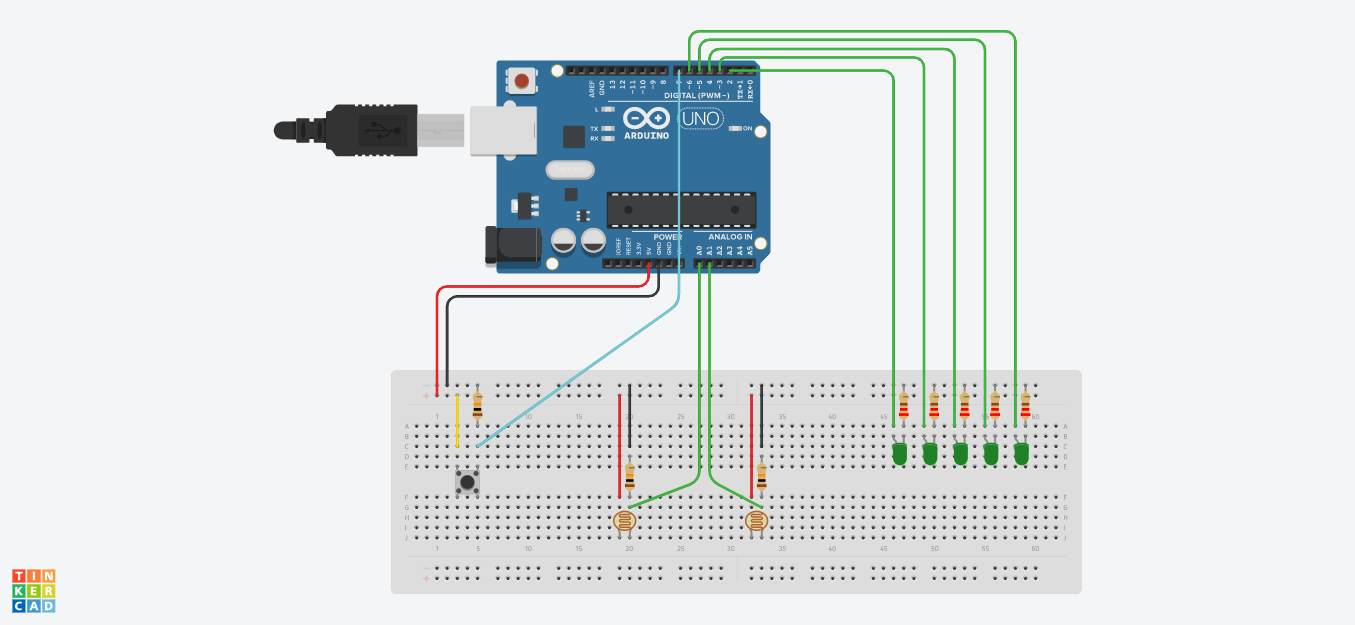 AREF
GND
13
12
~11
~10
~9
8
7
~6
~5
4
~3
2
TX→1
RX←0
DIGITAL (PWM~)
L
TX
RX
ARDUINO
UNO
ON
POWER
ANALOG IN
IOREF
RESET
3.3V
5V
GND
GND
A0
A1
A2
A3
A4
A5
1 10 20 25 30 35 40 45 50 55 60
A A
B B
C C
D D
E E
F F
G G
H H
I I
J J
1 5 10 15 20 25 30 35 40 45 50 55 60
TIN
KER
CAD